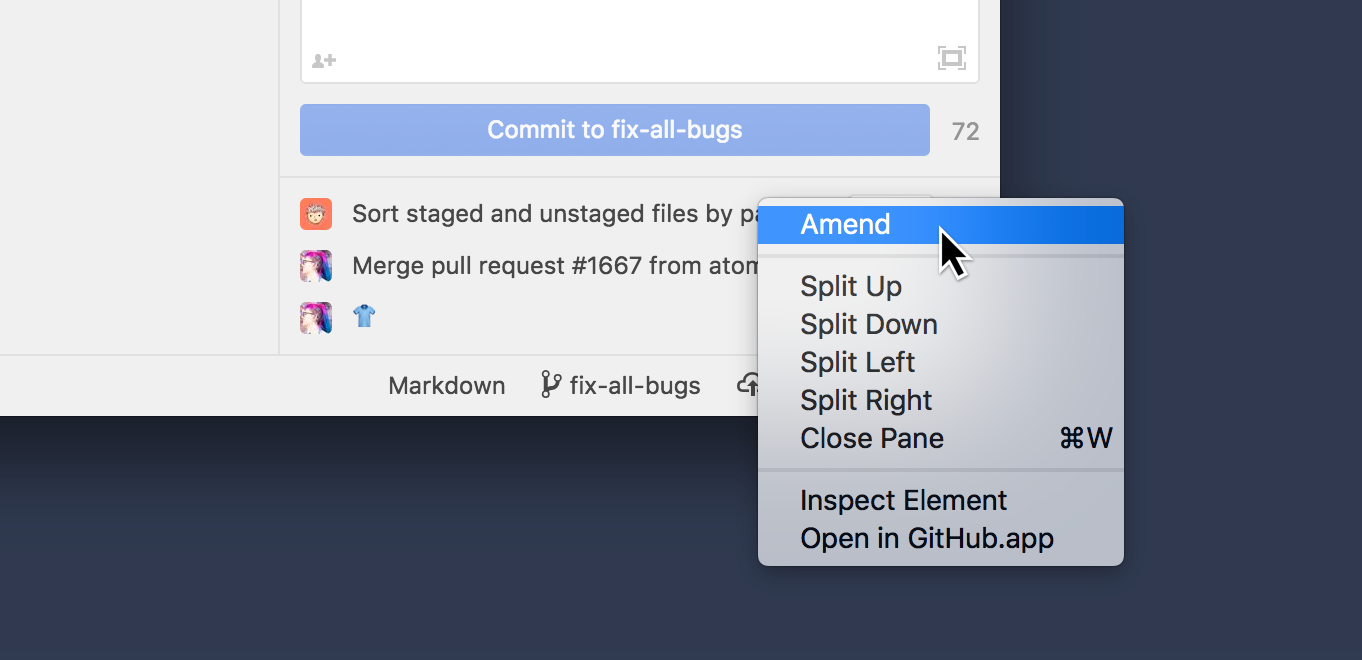 Commit to fix-all-bugs
72
Sort staged and unstaged files by
Merge pull request #1667 from
Markdown
fix-all-bugs
Amend
Split Up
Split Down
Split Left
Split Right
Close Pane ⌘W
Inspect Element
Open in GitHub.app